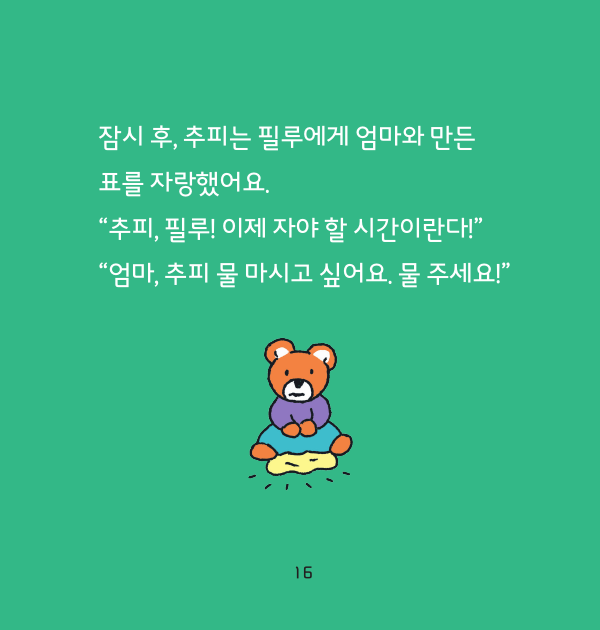 잠시 후, 추피는 필루에게 엄마와 만든
표를 자랑했어요.
“추피, 필루! 이제 자야 할 시간이란다!”
“엄마, 추피 물 마시고 싶어요. 물 주세요!”
16